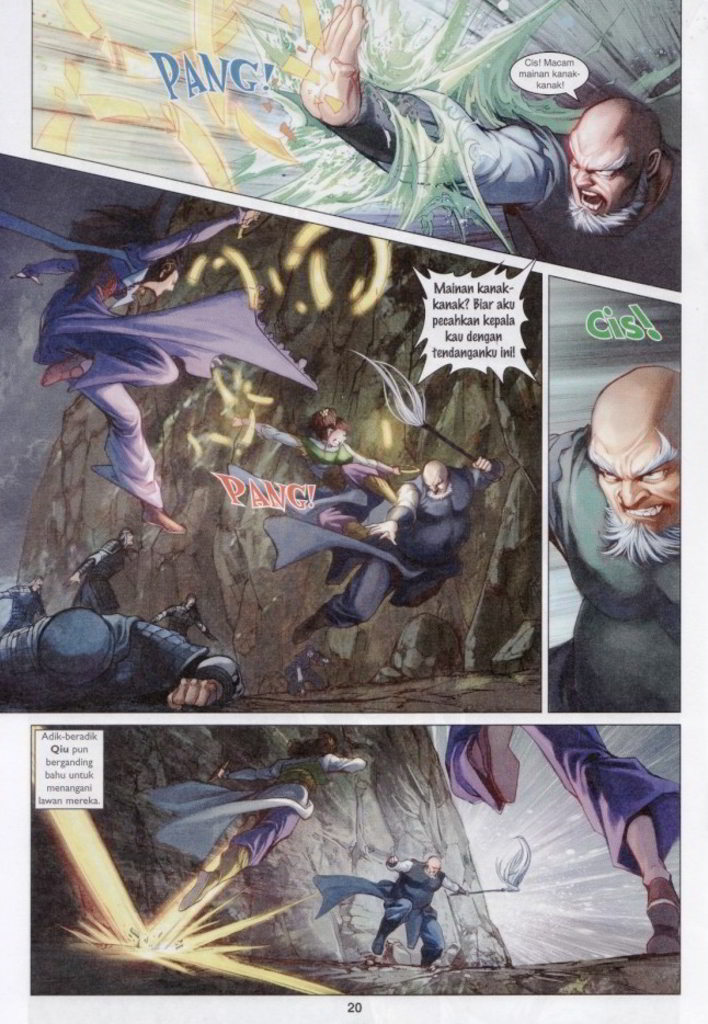 PANG!
Cis! Macam
mainan kanak-
kanak!
Mainan kanak-
kanak? Biar aku
pecahkan kepala
kau dengan
tendanganku ini!
PANG!
Cis!
Adik-beradik
Qiu pun
berganding
bahu untuk
menangani
lawan mereka.
20